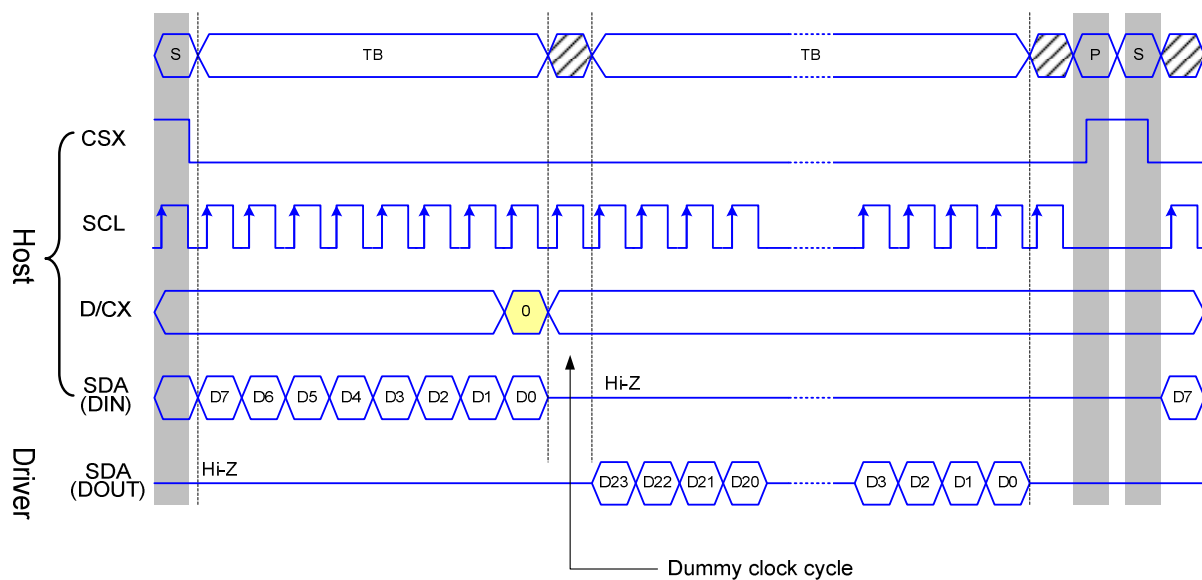 S TB TB P S
CSX
SCL
D/CX 0
SDA
(DIN) D7 D6 D5 D4 D3 D2 D1 D0 Hi-Z D7
SDA
(DOUT) Hi-Z D23 D22 D21 D20 D3 D2 D1 D0
Host
Driver
Dummy clock cycle